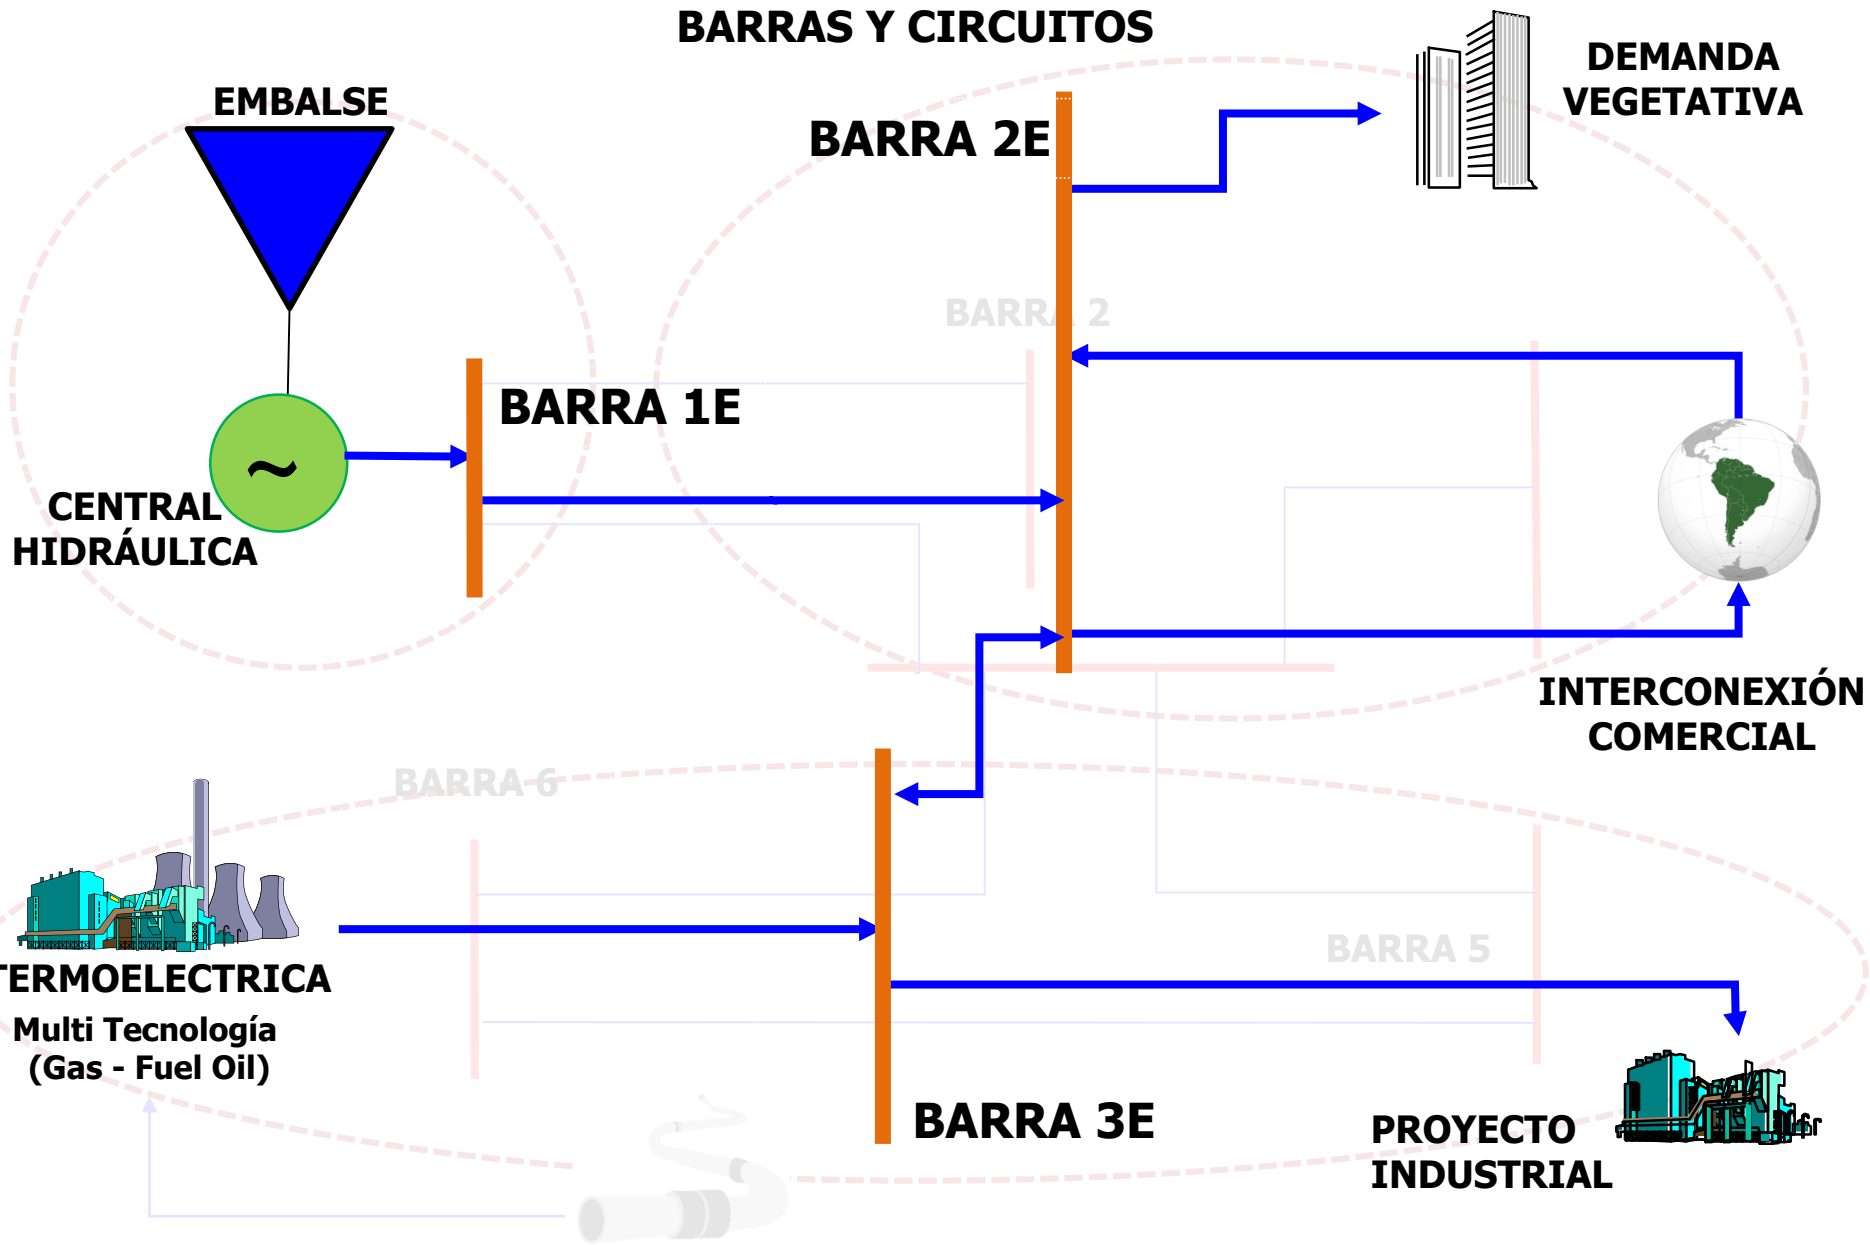 BARRAS Y CIRCUITOS
DEMANDA
VEGETATIVA
EMBALSE
BARRA 2E
BARRA 2
BARRA 1E
~
CENTRAL
HIDRÁULICA
INTERCONEXIÓN
COMERCIAL
BARRA 6
BARRA 5
TERMOELECTRICA
Multi Tecnología
(Gas - Fuel Oil)
BARRA 3E
PROYECTO
INDUSTRIAL